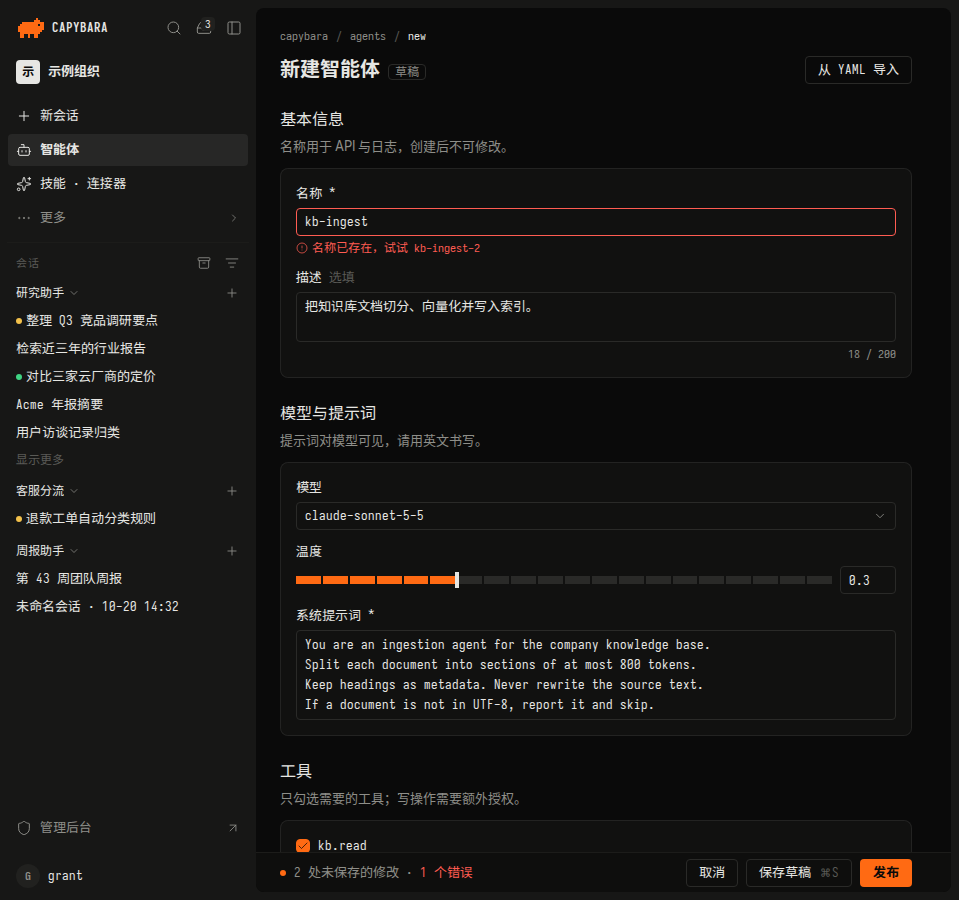 CAPYBARA
3
示 示例组织
新会话
智能体
技能 · 连接器
更多
会话
研究助手
整理 Q3 竞品调研要点
检索近三年的行业报告
对比三家云厂商的定价
Acme 年报摘要
用户访谈记录归类
显示更多
客服分流
退款工单自动分类规则
周报助手
第 43 周团队周报
未命名会话 · 10-20 14:32
管理后台
G grant
capybara / agents / new
新建智能体 草稿
从 YAML 导入
基本信息
名称用于 API 与日志，创建后不可修改。
名称 *
kb-ingest
名称已存在，试试 kb-ingest-2
描述 选填
把知识库文档切分、向量化并写入索引。
18 / 200
模型与提示词
提示词对模型可见，请用英文书写。
模型
claude-sonnet-5-5
温度
0.3
系统提示词 *
You are an ingestion agent for the company knowledge base.
Split each document into sections of at most 800 tokens.
Keep headings as metadata. Never rewrite the source text.
If a document is not in UTF-8, report it and skip.
工具
只勾选需要的工具；写操作需要额外授权。
kb.read
2 处未保存的修改 · 1 个错误
取消
保存草稿 ⌘S
发布